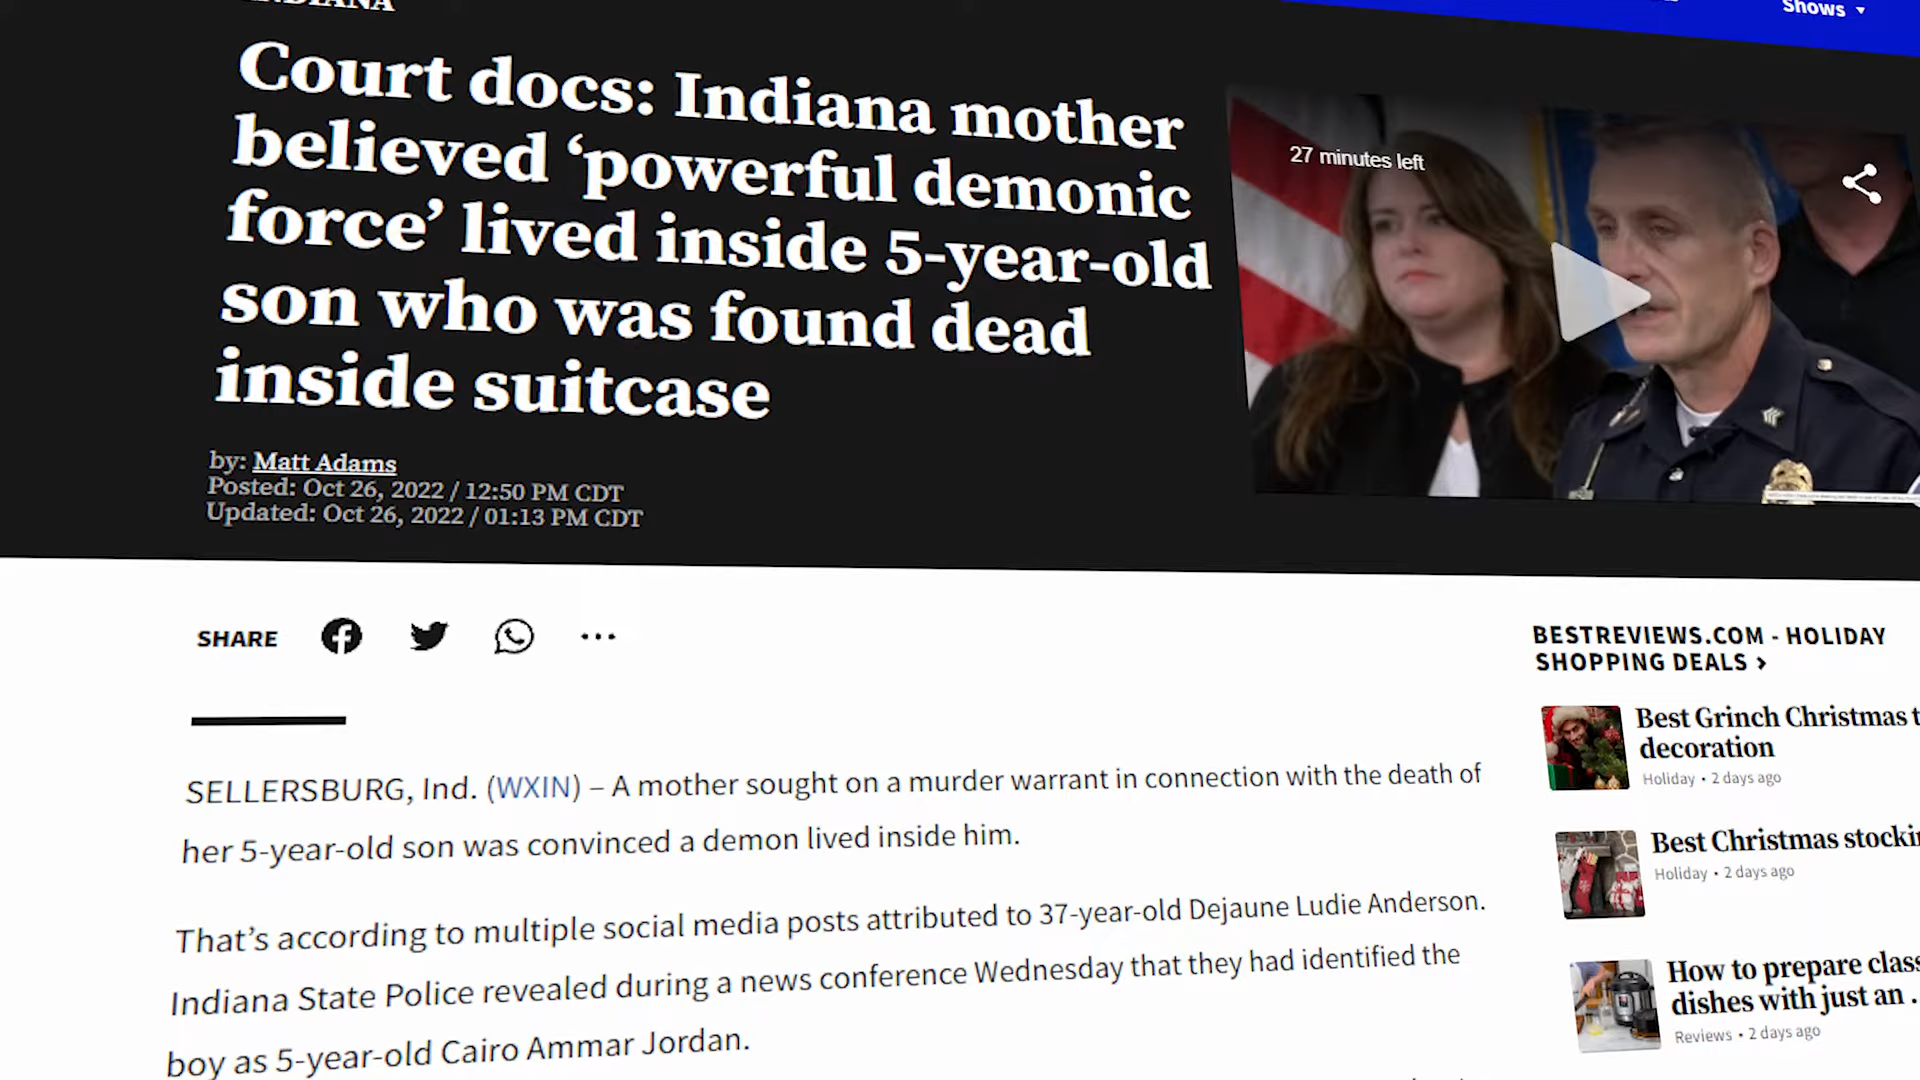 INDIANA
Shows
Court docs: Indiana mother
believed ‘powerful demonic
force’ lived inside 5-year-old
son who was found dead
inside suitcase
27 minutes left
by: Matt Adams
Posted: Oct 26, 2022 / 12:50 PM CDT
Updated: Oct 26, 2022 / 01:13 PM CDT
SHARE
SELLERSBURG, Ind. (WXIN) – A mother sought on a murder warrant in connection with the death of
her 5-year-old son was convinced a demon lived inside him.
That’s according to multiple social media posts attributed to 37-year-old Dejaune Ludie Anderson.
Indiana State Police revealed during a news conference Wednesday that they had identified the
boy as 5-year-old Cairo Ammar Jordan.
BESTREVIEWS.COM - HOLIDAY
SHOPPING DEALS ›
Best Grinch Christmas
decoration
Holiday • 2 days ago
Best Christmas
Holiday • 2 days ago
How to prepare
dishes with just an
Reviews • 2 days ago